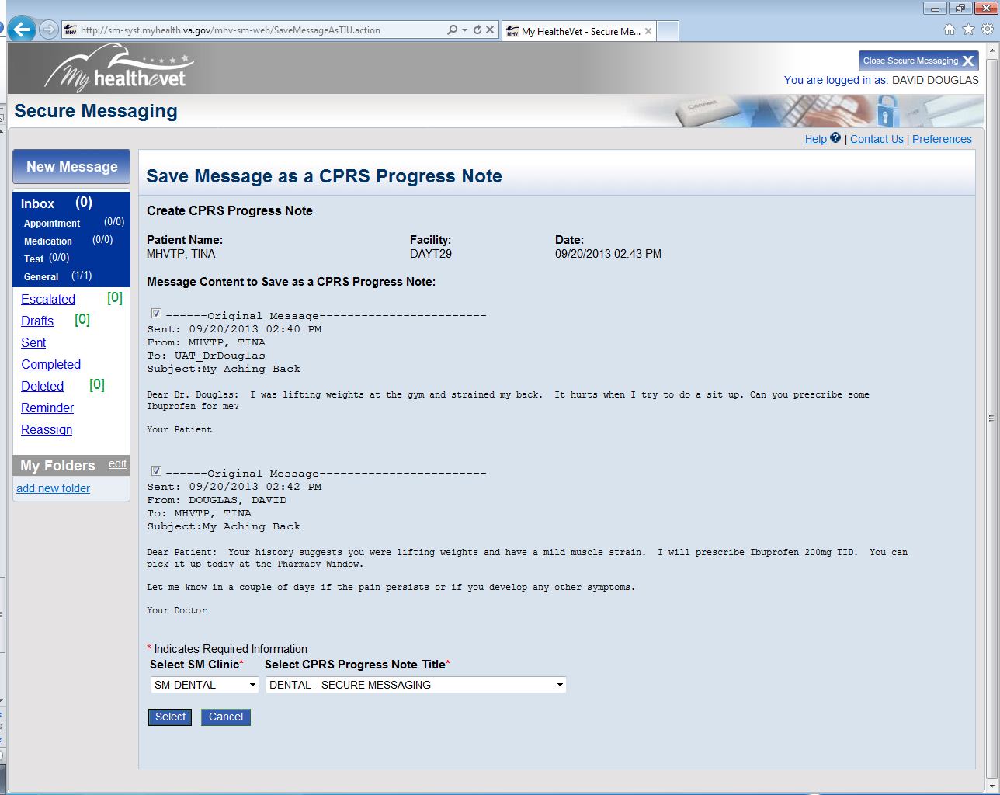 http://sm-syst.myhealth.va.gov/mhv-sm-web/SaveMessageAsTIU.action
MHV My HealtheVet - Secure Me...
My healthevet
Close Secure Messaging X
You are logged in as: DAVID DOUGLAS
Secure Messaging
Connect
Help ? | Contact Us | Preferences
New Message
Inbox (0)
Appointment (0/0)
Medication (0/0)
Test (0/0)
General (1/1)
Escalated [0]
Drafts [0]
Sent
Completed
Deleted [0]
Reminder
Reassign
My Folders edit
add new folder
Save Message as a CPRS Progress Note
Create CPRS Progress Note
Patient Name: Facility: Date:
MHVTP, TINA DAYT29 09/20/2013 02:43 PM
Message Content to Save as a CPRS Progress Note:
------Original Message------------------------
Sent: 09/20/2013 02:40 PM
From: MHVTP, TINA
To: UAT_DrDouglas
Subject:My Aching Back
Dear Dr. Douglas:  I was lifting weights at the gym and strained my back.  It hurts when I try to do a sit up. Can you prescribe some
Ibuprofen for me?
Your Patient
------Original Message------------------------
Sent: 09/20/2013 02:42 PM
From: DOUGLAS, DAVID
To: MHVTP, TINA
Subject:My Aching Back
Dear Patient:  Your history suggests you were lifting weights and have a mild muscle strain.  I will prescribe Ibuprofen 200mg TID.  You can
pick it up today at the Pharmacy Window.
Let me know in a couple of days if the pain persists or if you develop any other symptoms.
Your Doctor
* Indicates Required Information
Select SM Clinic* Select CPRS Progress Note Title*
SM-DENTAL DENTAL - SECURE MESSAGING
Select Cancel